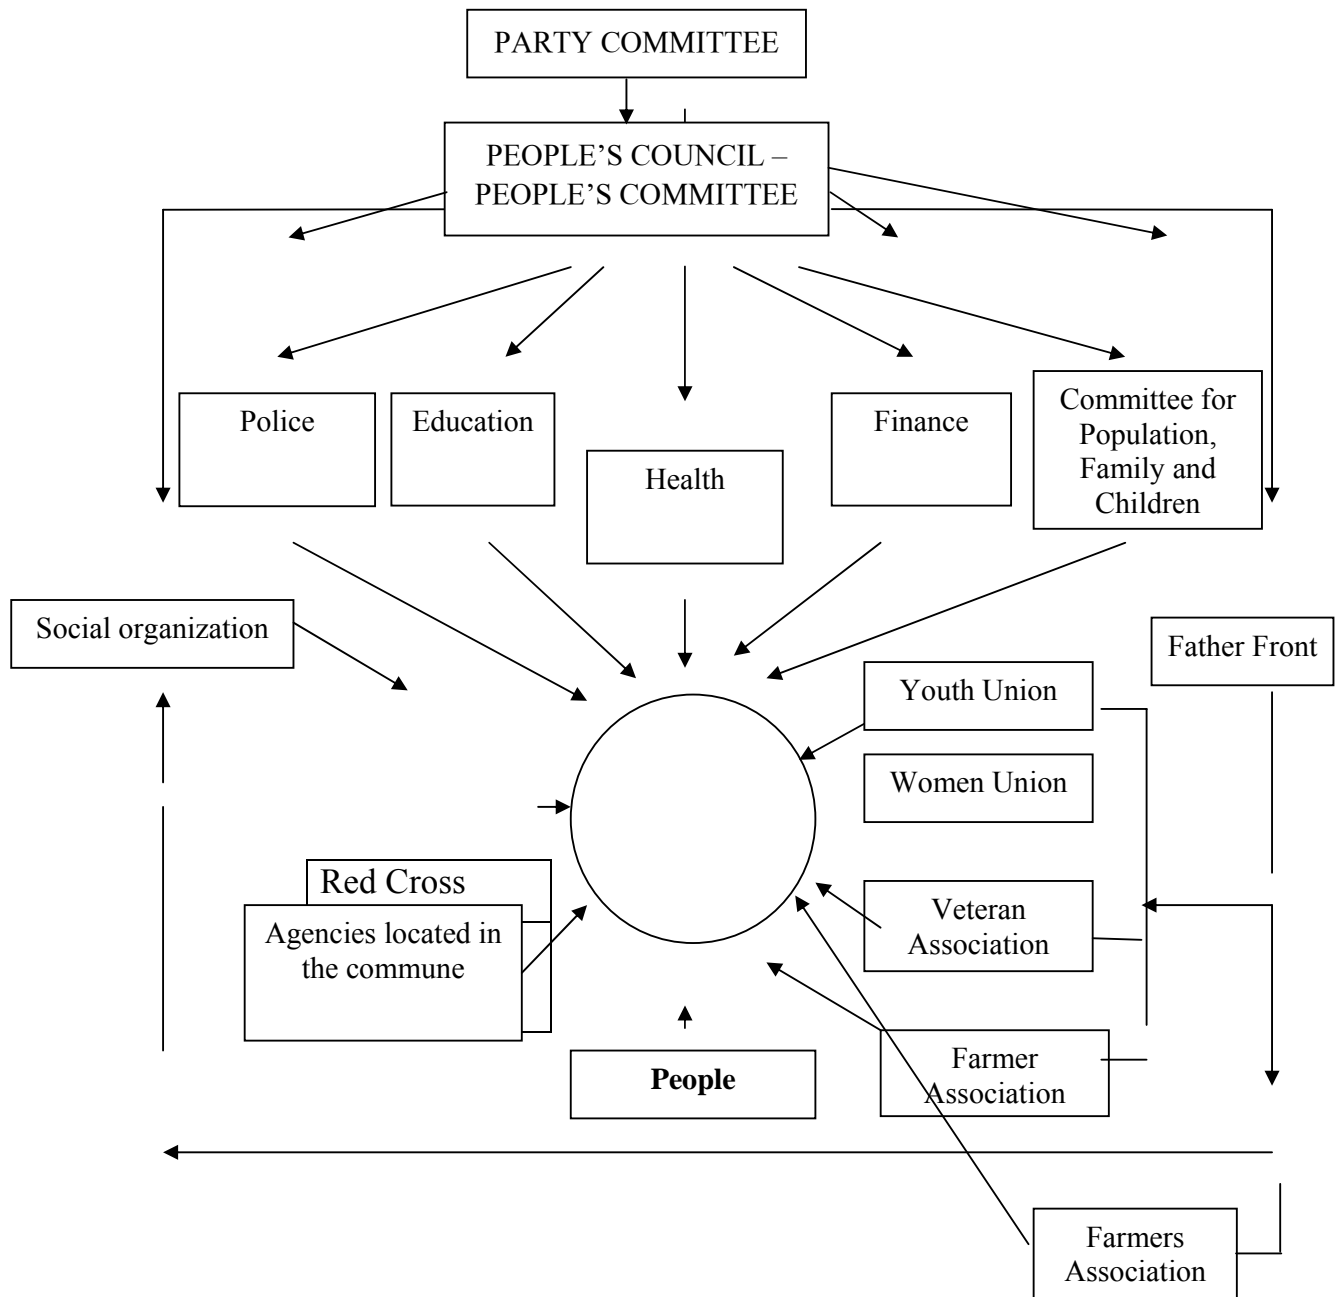 PARTY COMMITTEE
PEOPLE’S COUNCIL –
PEOPLE’S COMMITTEE
Police
Education
Health
Finance
Committee for
Population,
Family and
Children
Social organization
Father Front
Youth Union
Women Union
Red Cross
Agencies located in
the commune
Veteran
Association
People
Farmer
Association
Farmers
Association